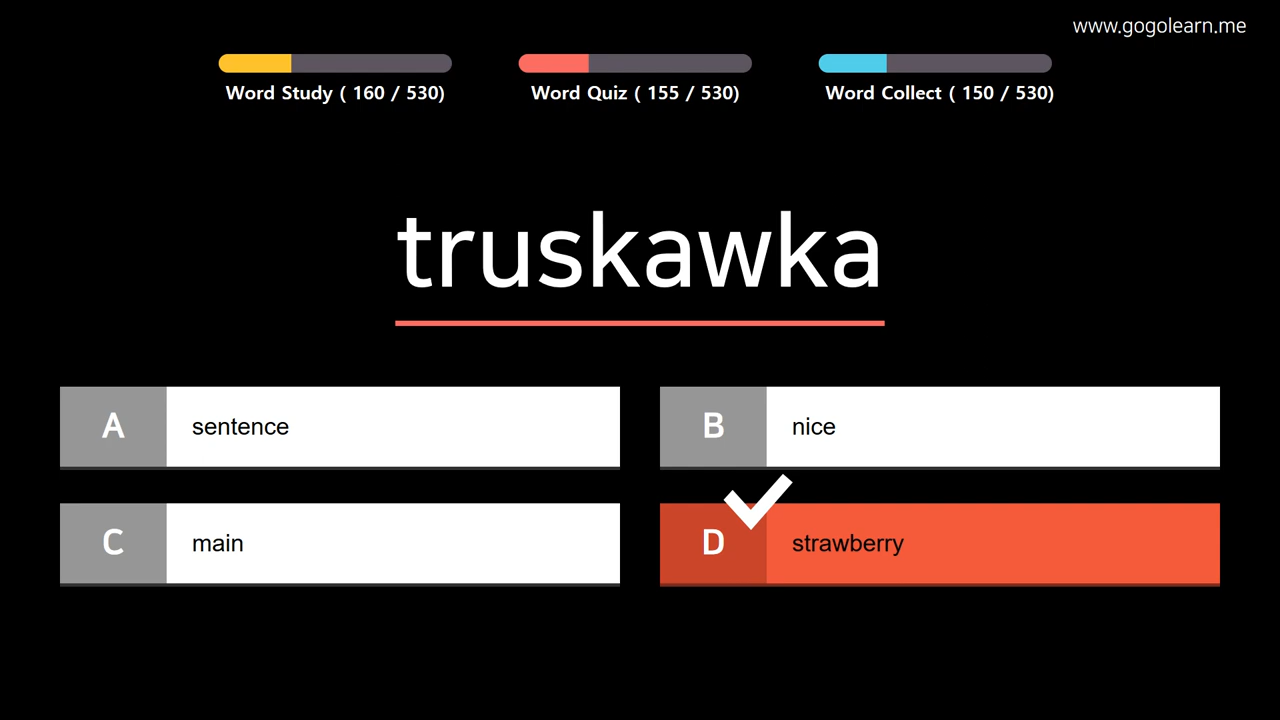 www.gogolearn.me
Word Study ( 160 / 530)
Word Quiz ( 155 / 530)
Word Collect ( 150 / 530)
truskawka
A
sentence
B
nice
C
main
D
strawberry